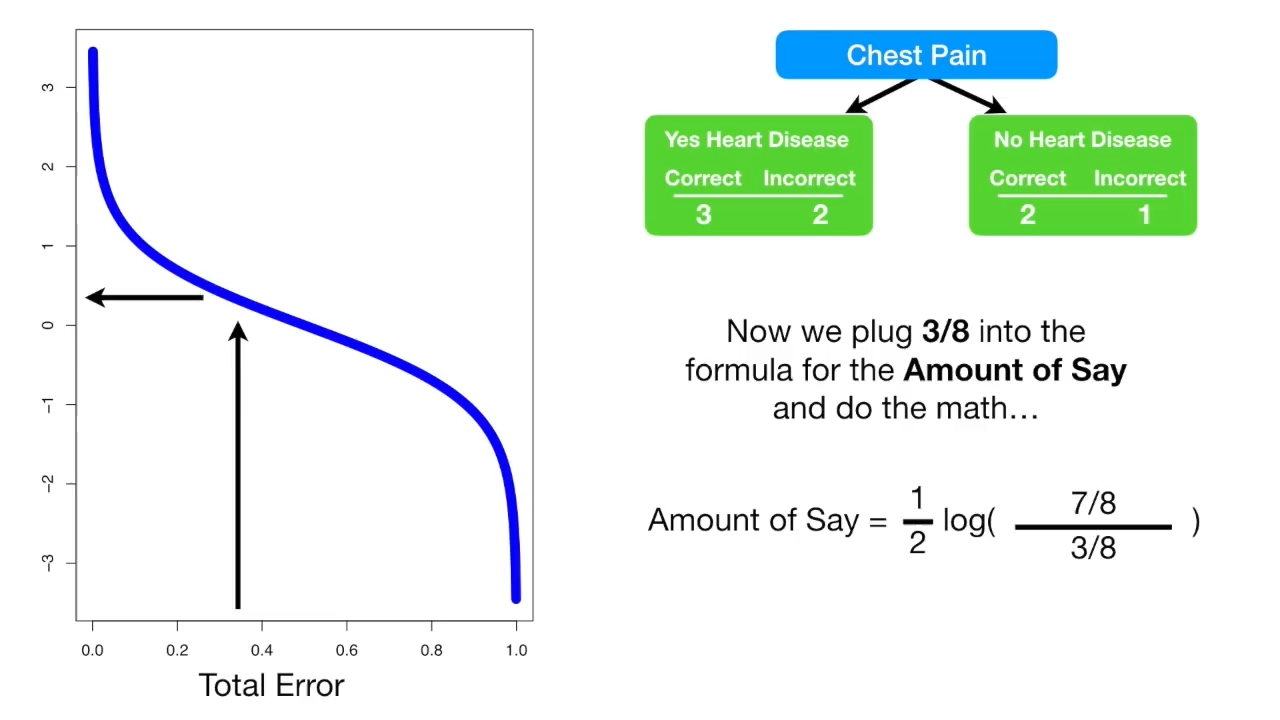 3
2
1
0
-1
-2
-3
0.0 0.2 0.4 0.6 0.8 1.0
Total Error
Chest Pain
Yes Heart Disease
Correct Incorrect
3 2
No Heart Disease
Correct Incorrect
2 1
Now we plug 3/8 into the
formula for the Amount of Say
and do the math…
Amount of Say = 1/2 log( 7/8 / 3/8 )